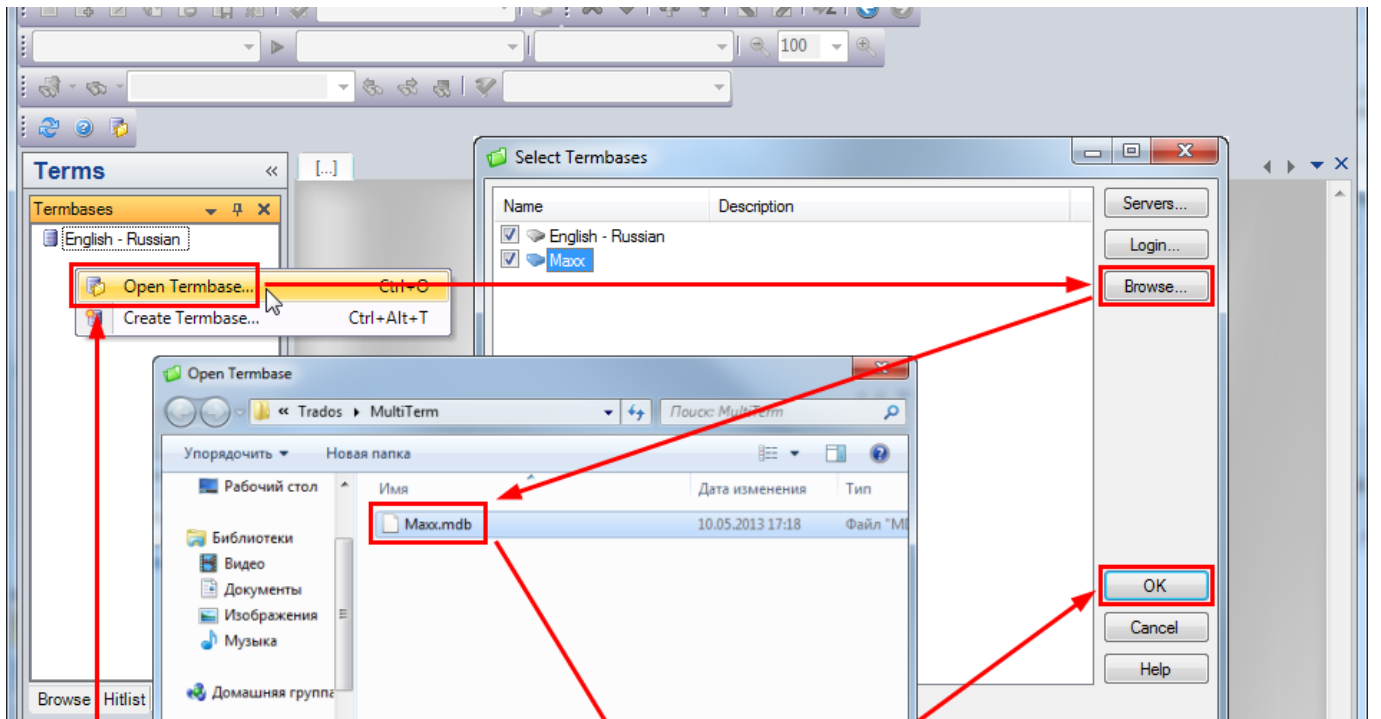 100
Terms «
[...]
Termbases
English - Russian
Open Termbase... Ctrl+O
Create Termbase... Ctrl+Alt+T
Browse Hitlist
Select Termbases
Name Description
English - Russian
Maxx
Servers...
Login...
Browse...
OK
Cancel
Help
Open Termbase
« Trados MultiTerm
Поиск: MultiTerm
Упорядочить Новая папка
Рабочий стол
Библиотеки
Видео
Документы
Изображения
Музыка
Домашняя группа
Имя Дата изменения Тип
Maxx.mdb 10.05.2013 17:18 Файл "MD